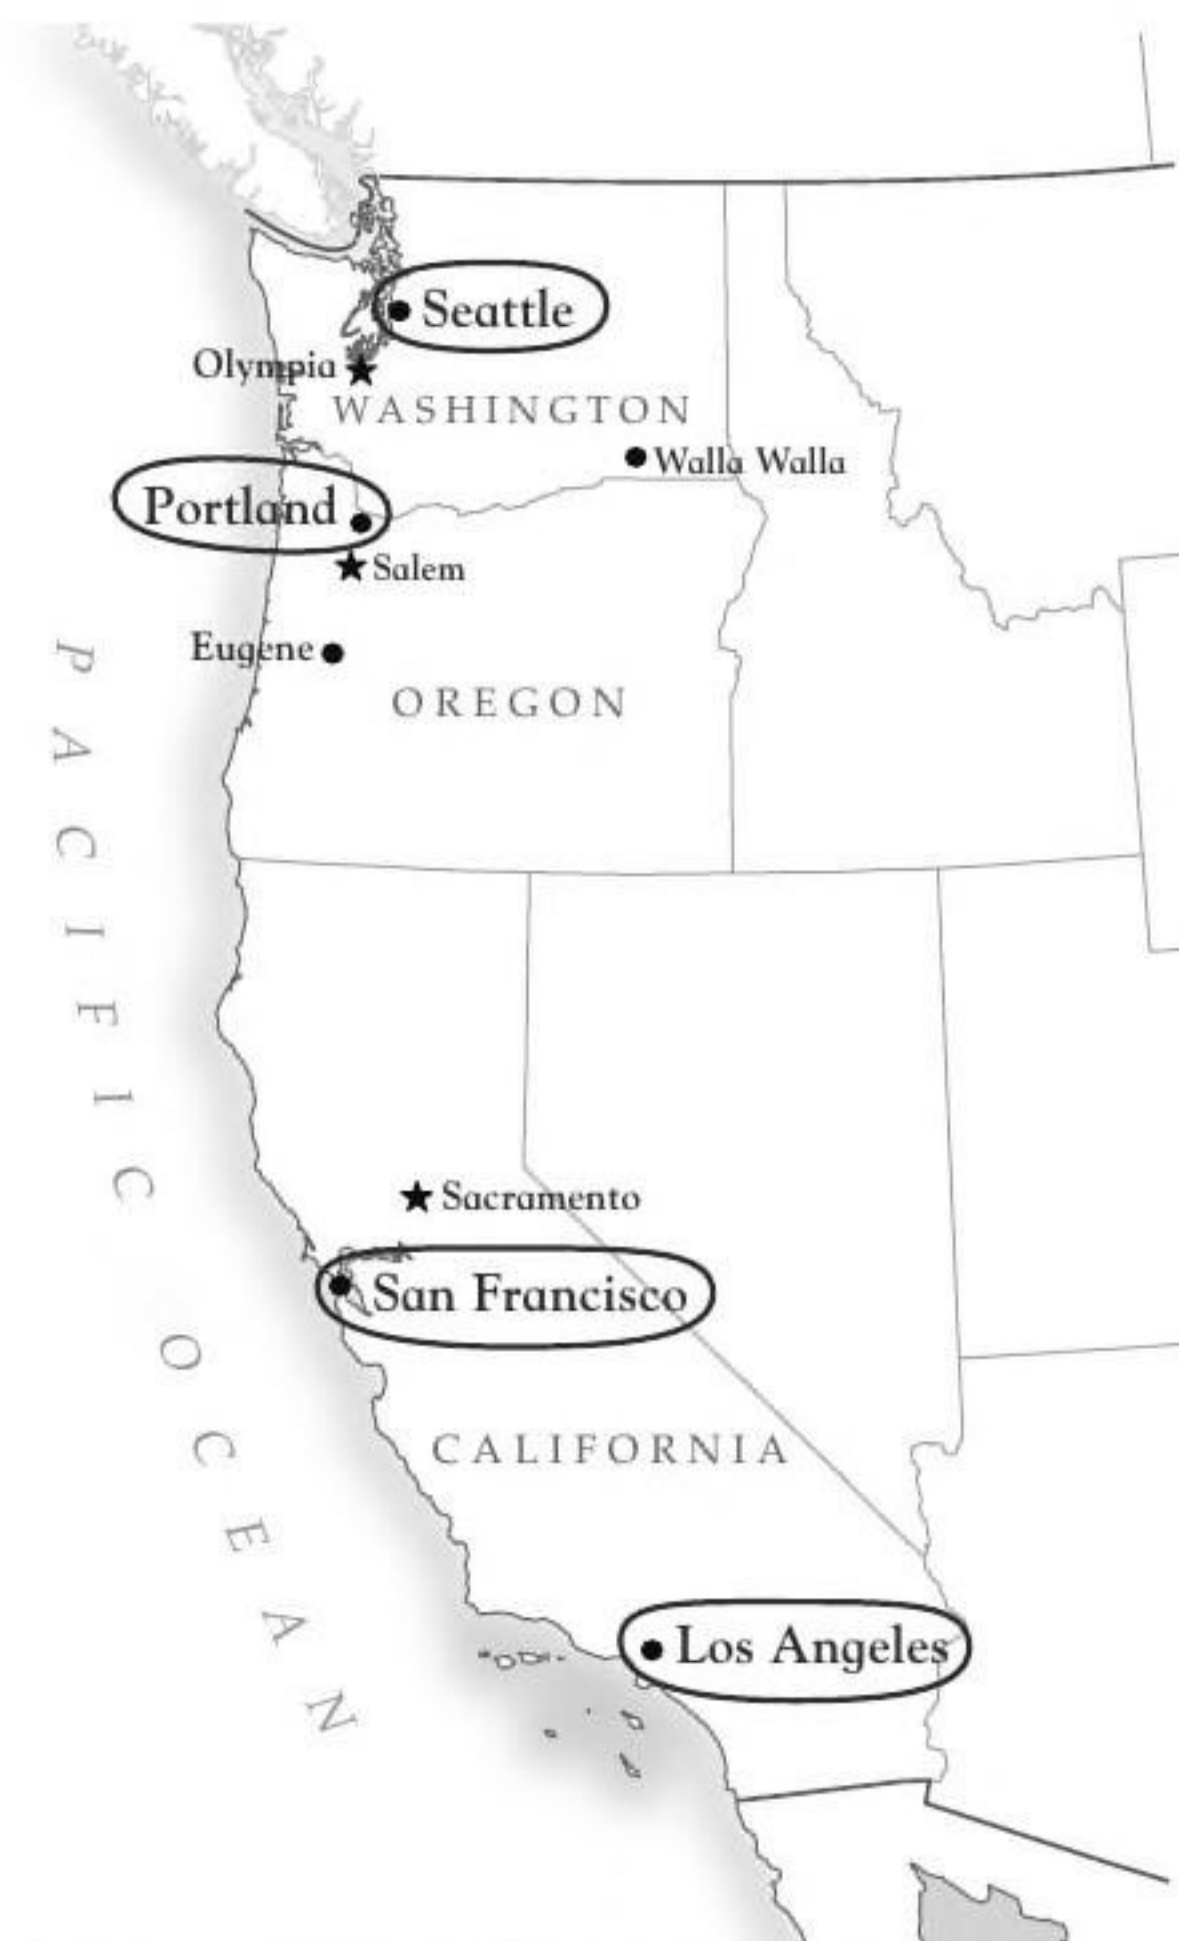 Seattle
Olympia
WASHINGTON
Walla Walla
Portland
Salem
Eugene
OREGON
PACIFIC OCEAN
Sacramento
San Francisco
CALIFORNIA
Los Angeles